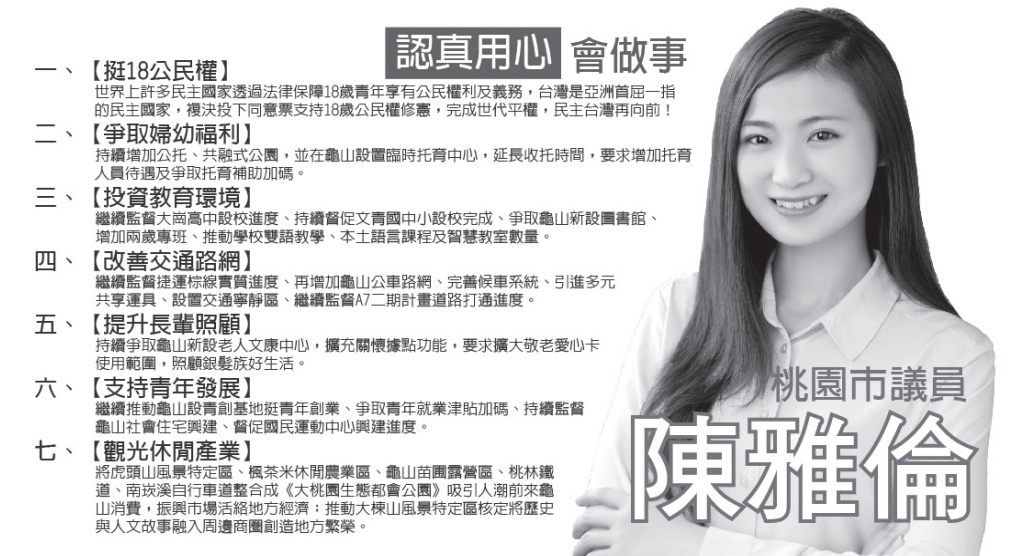 認真用心 會做事
一、【挺18公民權】
世界上許多民主國家透過法律保障18歲青年享有公民權利及義務，台灣是亞洲首屈一指
的民主國家，複決投下同意票支持18歲公民權修憲，完成世代平權，民主台灣再向前！
二、【爭取婦幼福利】
持續增加公托、共融式公園，並在龜山設置臨時托育中心，延長收托時間，要求增加托育
人員待遇及爭取托育補助加碼。
三、【投資教育環境】
繼續監督大崗高中設校進度、持續督促文青國中小設校完成、爭取龜山新設圖書館、
增加兩歲專班、推動學校雙語教學、本土語言課程及智慧教室數量。
四、【改善交通路網】
繼續監督捷運棕線實質進度、再增加龜山公車路網、完善候車系統、引進多元
共享運具、設置交通寧靜區、繼續監督A7二期計畫道路打通進度。
五、【提升長輩照顧】
持續爭取龜山新設老人文康中心，擴充關懷據點功能，要求擴大敬老愛心卡
使用範圍，照顧銀髮族好生活。
六、【支持青年發展】
繼續推動龜山設青創基地挺青年創業、爭取青年就業津貼加碼、持續監督
龜山社會住宅興建、督促國民運動中心興建進度。
七、【觀光休閒產業】
將虎頭山風景特定區、楓茶米休閒農業區、龜山苗圃露營區、桃林鐵
道、南崁溪自行車道整合成《大桃園生態都會公園》吸引人潮前來龜
山消費，振興市場活絡地方經濟；推動大棟山風景特定區核定將歷史
與人文故事融入周邊商圈創造地方繁榮。
桃園市議員
陳雅倫